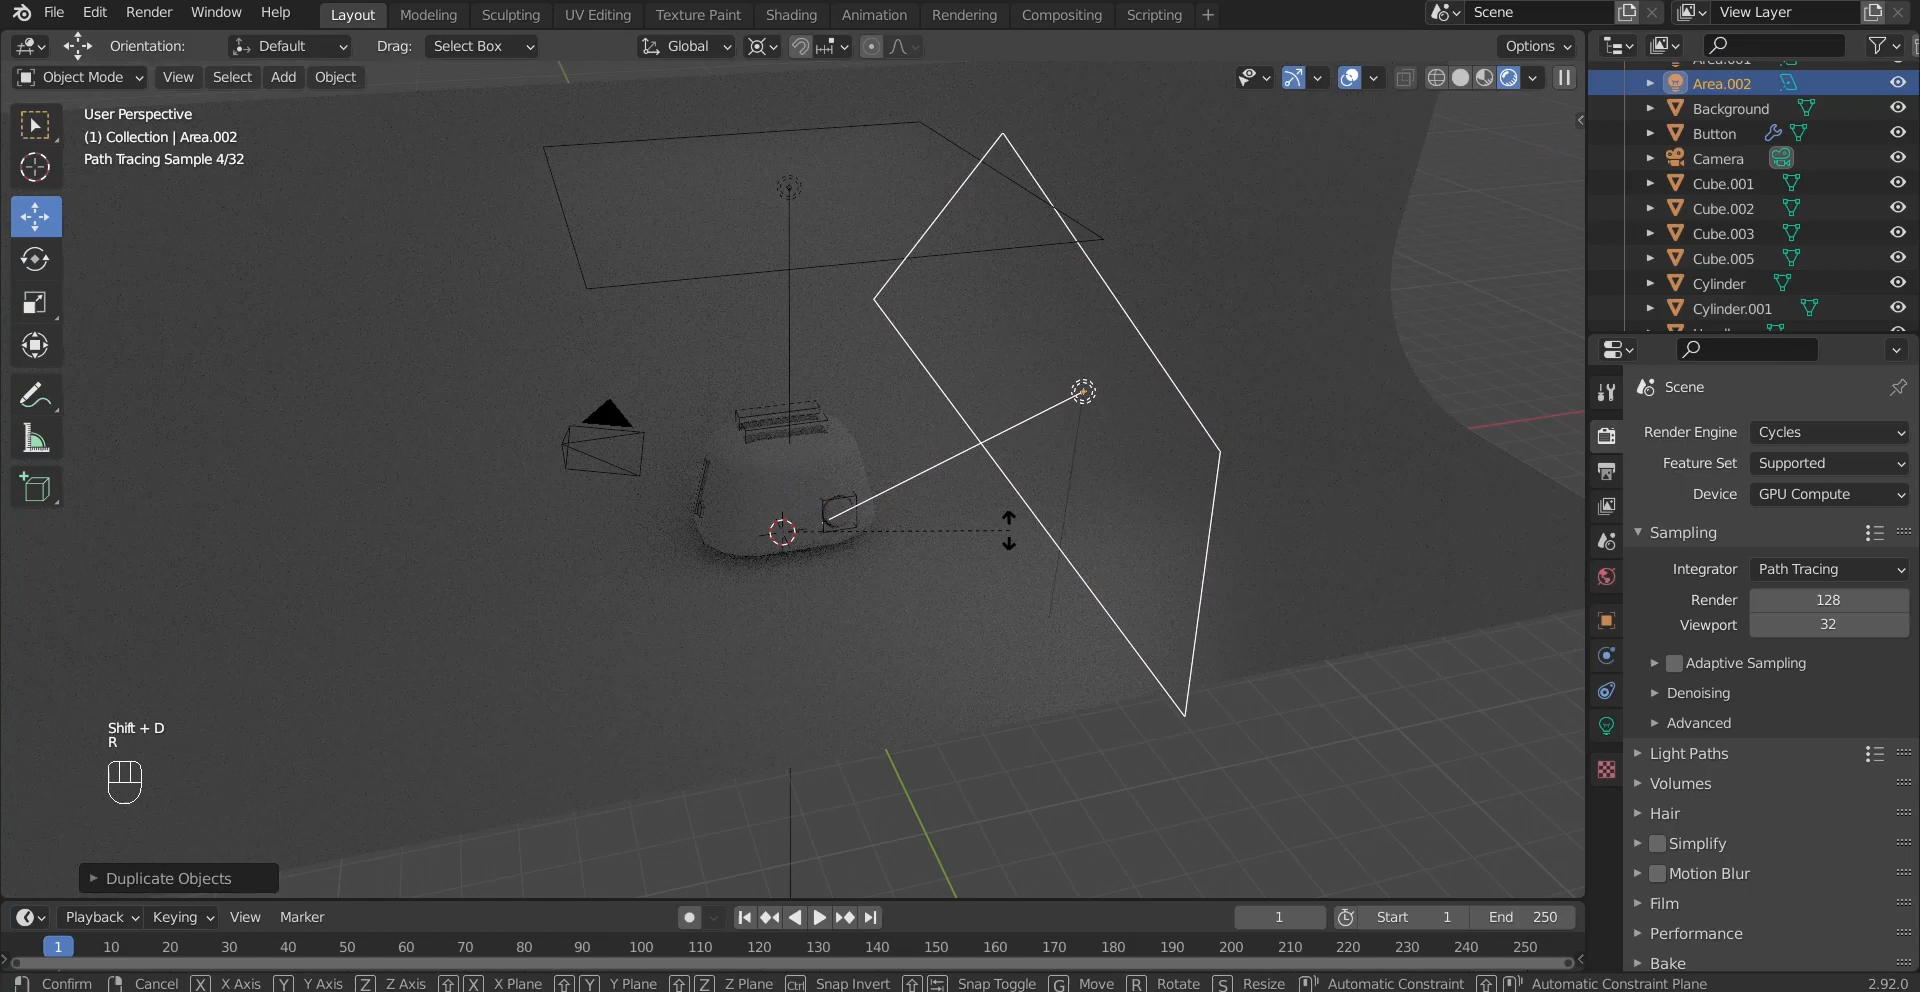 File Edit Render Window Help Layout Modeling Sculpting UV Editing Texture Paint Shading Animation Rendering Compositing Scripting + Scene View Layer
Orientation: Default Drag: Select Box Global Options
Object Mode View Select Add Object
User Perspective
(1) Collection | Area.002
Path Tracing Sample 4/32
Area.002
Background
Button
Camera
Cube.001
Cube.002
Cube.003
Cube.005
Cylinder
Cylinder.001
Scene
Render Engine Cycles
Feature Set Supported
Device GPU Compute
Sampling
Integrator Path Tracing
Render 128
Viewport 32
Adaptive Sampling
Denoising
Advanced
Light Paths
Volumes
Hair
Simplify
Motion Blur
Film
Performance
Bake
Shift + D
R
Duplicate Objects
Playback Keying View Marker 1 Start 1 End 250
1 10 20 30 40 50 60 70 80 90 100 110 120 130 140 150 160 170 180 190 200 210 220 230 240 250
Confirm Cancel X X Axis Y Y Axis Z Z Axis X X Plane Y Y Plane Z Z Plane Ctrl Snap Invert Snap Toggle G Move R Rotate S Resize Automatic Constraint Automatic Constraint Plane 2.92.0